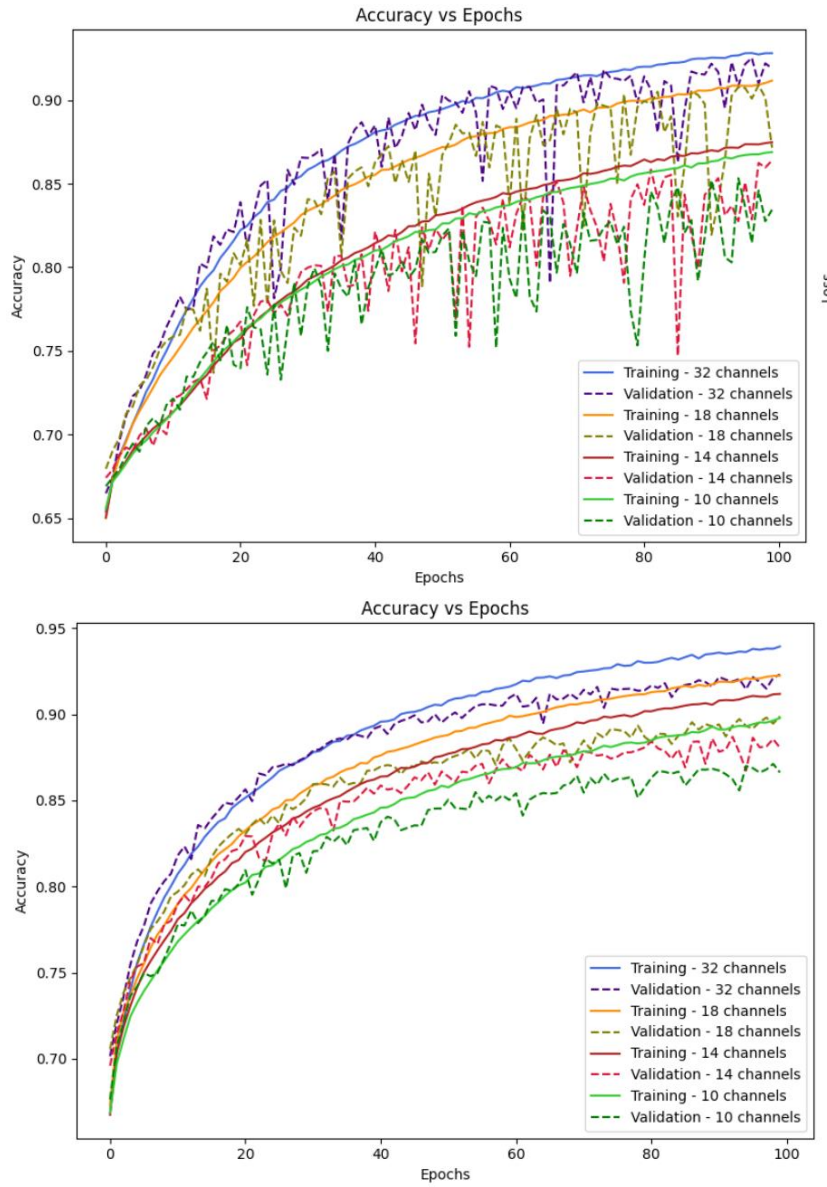 Accuracy vs Epochs
0.90
0.85
0.80
0.75
0.70
0.65
Accuracy
Loss
0 20 40 60 80 100
Epochs
Training - 32 channels
Validation - 32 channels
Training - 18 channels
Validation - 18 channels
Training - 14 channels
Validation - 14 channels
Training - 10 channels
Validation - 10 channels
Accuracy vs Epochs
0.95
0.90
0.85
0.80
0.75
0.70
Accuracy
0 20 40 60 80 100
Epochs
Training - 32 channels
Validation - 32 channels
Training - 18 channels
Validation - 18 channels
Training - 14 channels
Validation - 14 channels
Training - 10 channels
Validation - 10 channels